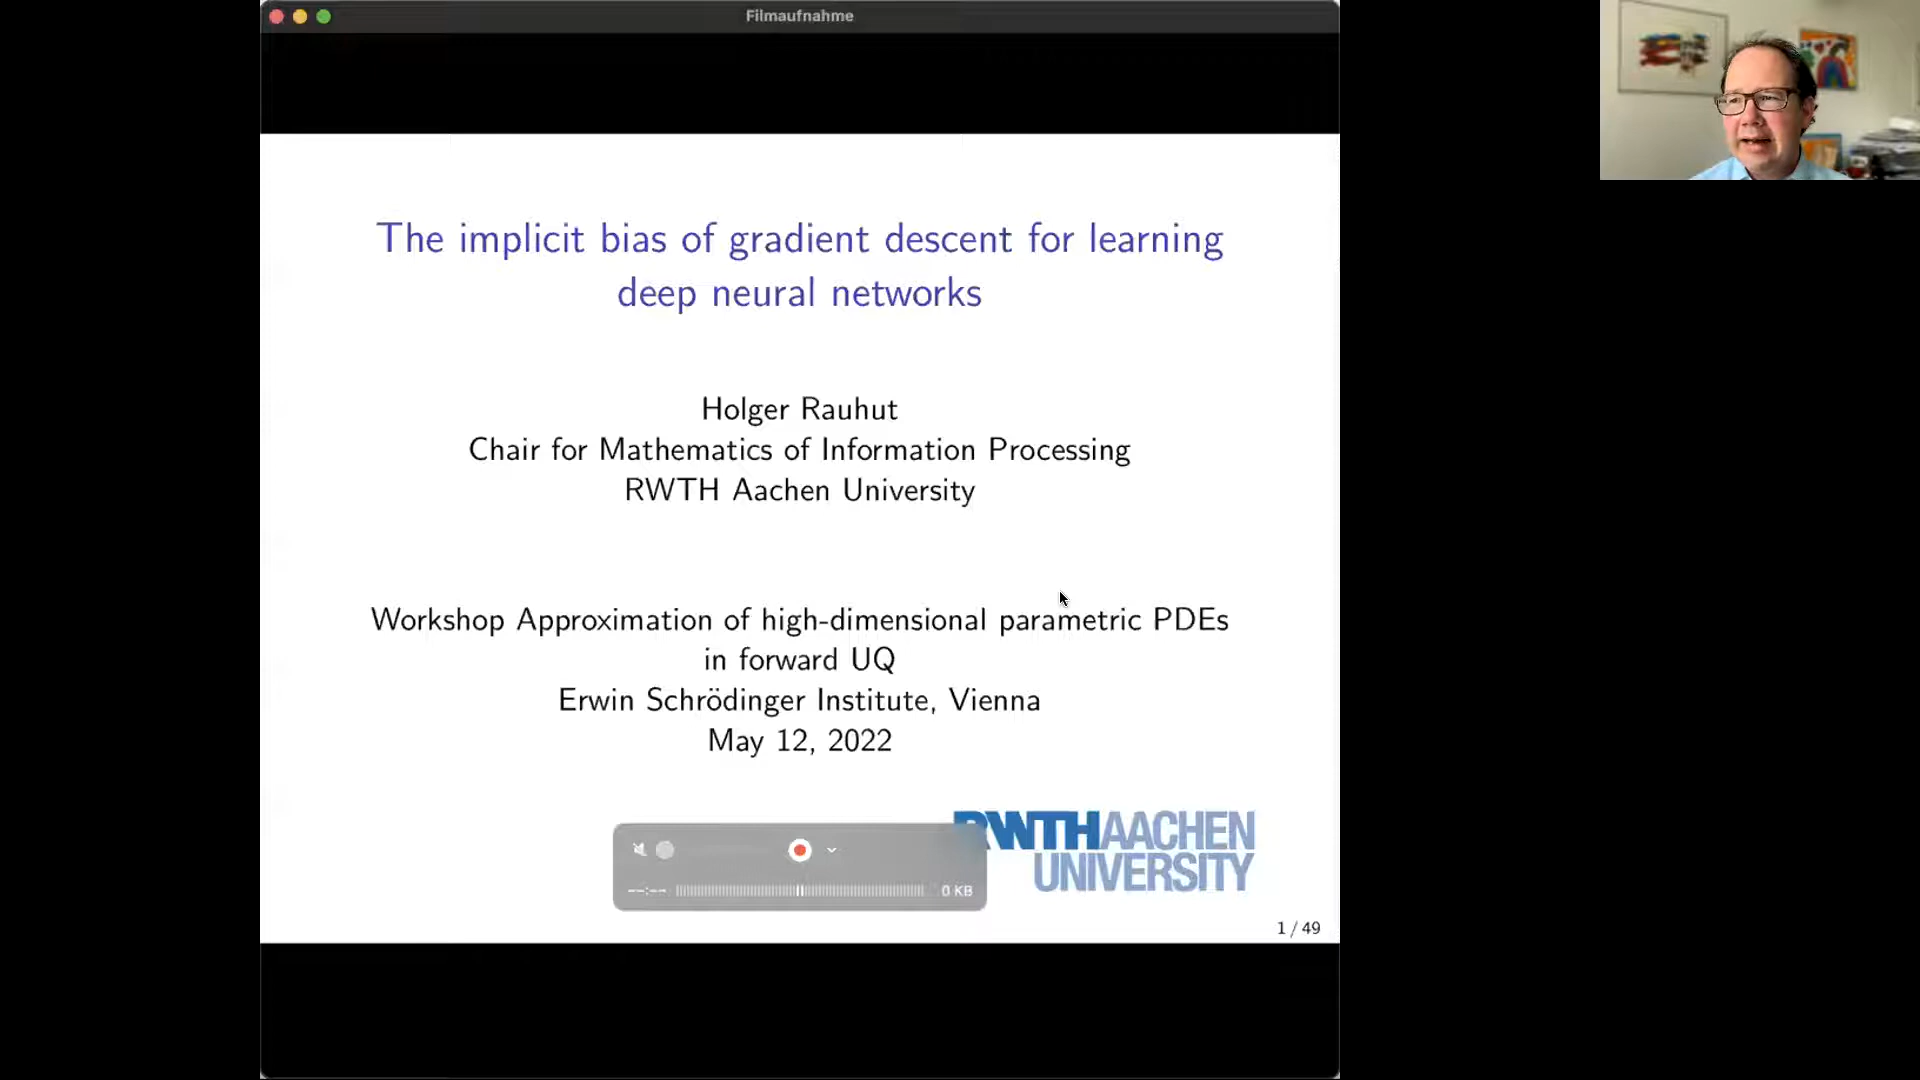 Filmaufnahme
The implicit bias of gradient descent for learning
deep neural networks
Holger Rauhut
Chair for Mathematics of Information Processing
RWTH Aachen University
Workshop Approximation of high-dimensional parametric PDEs
in forward UQ
Erwin Schrödinger Institute, Vienna
May 12, 2022
RWTHAACHEN
UNIVERSITY
--:--
0 KB
1 / 49